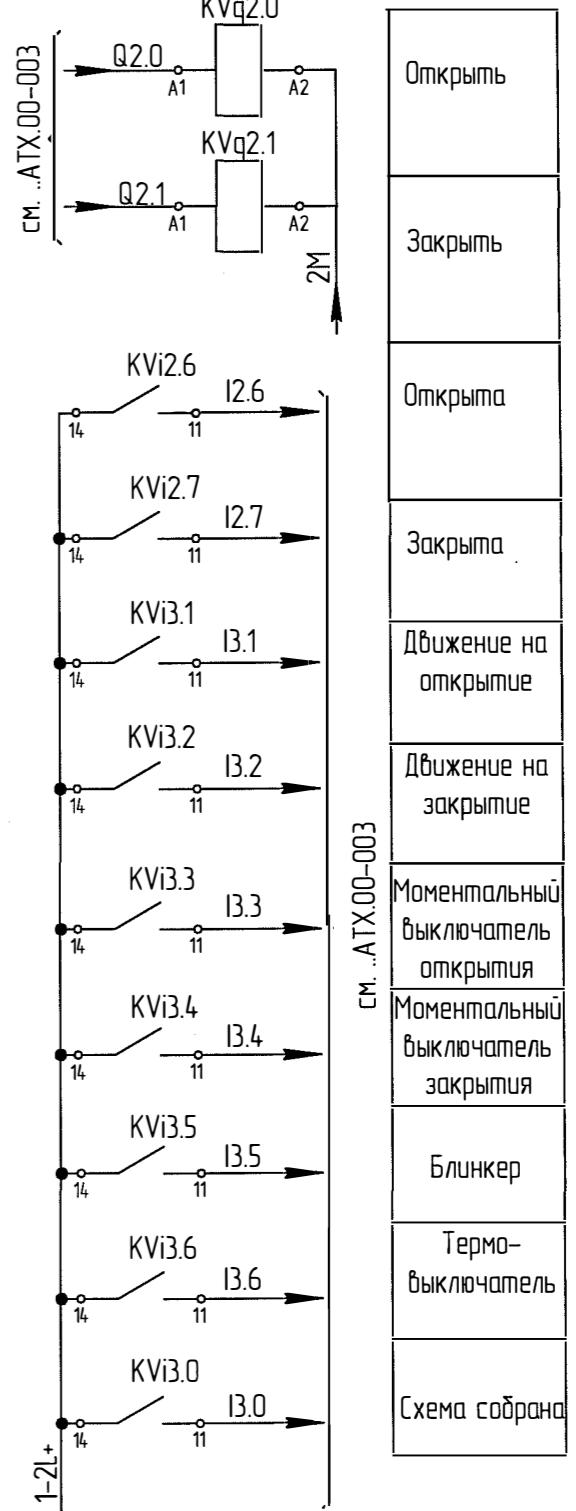 KVq2.0
Q2.0
A1
A2
Открыть
см. ..АТХ.00-003
KVq2.1
Q2.1
A1
A2
Закрыть
2М
KVi2.6
I2.6
14
11
Открыта
KVi2.7
I2.7
14
11
Закрыта
KVi3.1
I3.1
14
11
Движение на
открытие
KVi3.2
I3.2
14
11
Движение на
закрытие
см. ..АТХ.00-003
KVi3.3
I3.3
14
11
Моментальный
выключатель
открытия
KVi3.4
I3.4
14
11
Моментальный
выключатель
закрытия
KVi3.5
I3.5
14
11
Блинкер
KVi3.6
I3.6
14
11
Термо-
выключатель
KVi3.0
I3.0
14
11
Схема собрана
1-2L+